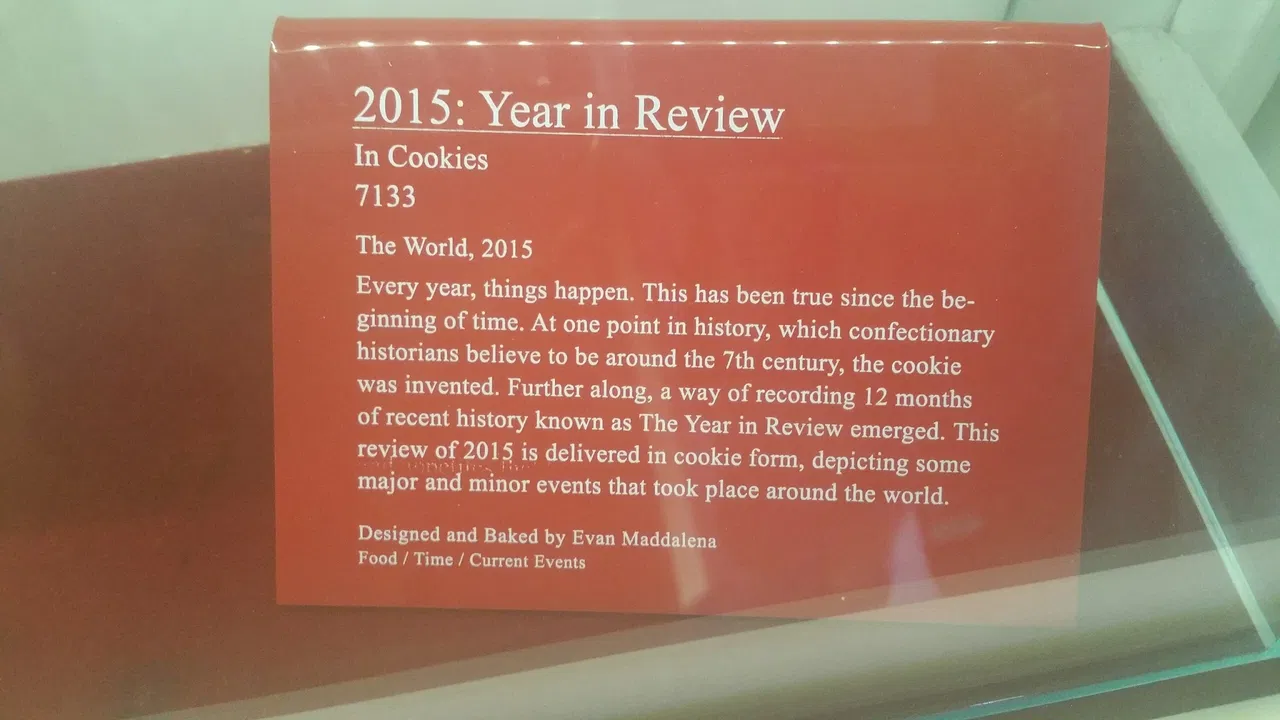 2015: Year in Review
In Cookies
7133
The World, 2015
Every year, things happen. This has been true since the be-
ginning of time. At one point in history, which confectionary
historians believe to be around the 7th century, the cookie
was invented. Further along, a way of recording 12 months
of recent history known as The Year in Review emerged. This
review of 2015 is delivered in cookie form, depicting some
major and minor events that took place around the world.
Designed and Baked by Evan Maddalena
Food / Time / Current Events